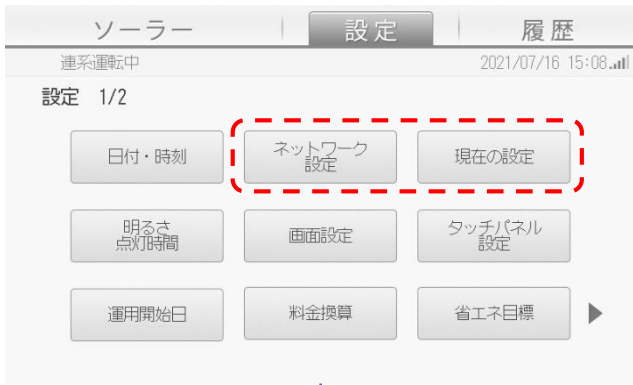 ソーラー 設定 履歴
連系運転中 2021/07/16 15:08
設定 1/2
日付・時刻
ネットワーク
設定
現在の設定
明るさ
点灯時間
画面設定
タッチパネル
設定
運用開始日
料金換算
省エネ目標